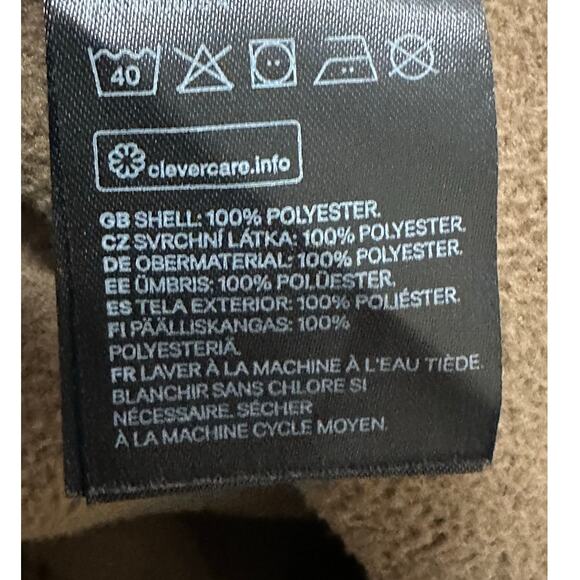 40
clevercare.info
GB SHELL: 100% POLYESTER.
CZ SVRCHNÍ LÁTKA: 100% POLYESTER.
DE OBERMATERIAL: 100% POLYESTER.
EE ÜMBRIS: 100% POLÜESTER.
ES TELA EXTERIOR: 100% POLIÉSTER.
FI PÄÄLLISKANGAS: 100%
POLYESTERIÄ.
FR LAVER À LA MACHINE À L'EAU TIÈDE.
BLANCHIR SANS CHLORE SI
NÉCESSAIRE. SÉCHER
À LA MACHINE CYCLE MOYEN.